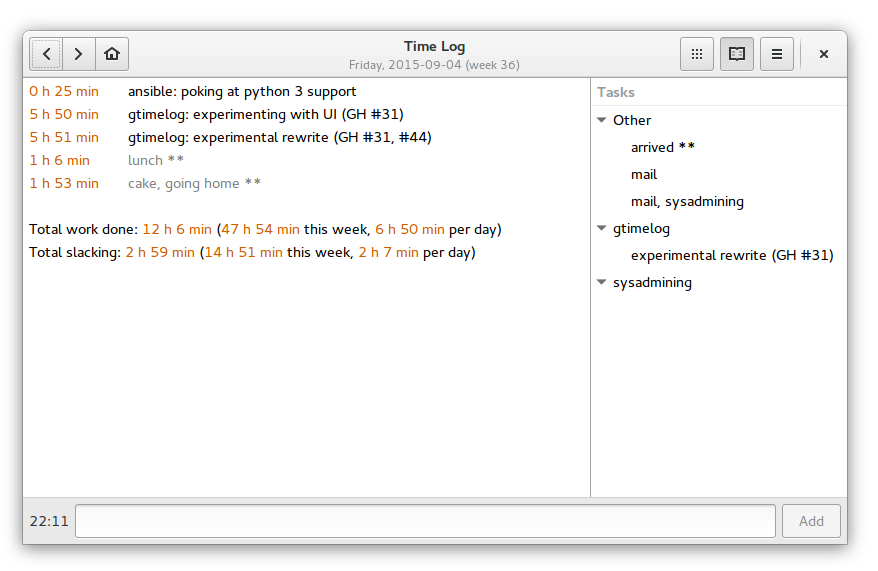 Time Log
Friday, 2015-09-04 (week 36)
0 h 25 min ansible: poking at python 3 support
5 h 50 min gtimelog: experimenting with UI (GH #31)
5 h 51 min gtimelog: experimental rewrite (GH #31, #44)
1 h 6 min lunch **
1 h 53 min cake, going home **
Total work done: 12 h 6 min (47 h 54 min this week, 6 h 50 min per day)
Total slacking: 2 h 59 min (14 h 51 min this week, 2 h 7 min per day)
Tasks
Other
arrived **
mail
mail, sysadmining
gtimelog
experimental rewrite (GH #31)
sysadmining
22:11
Add